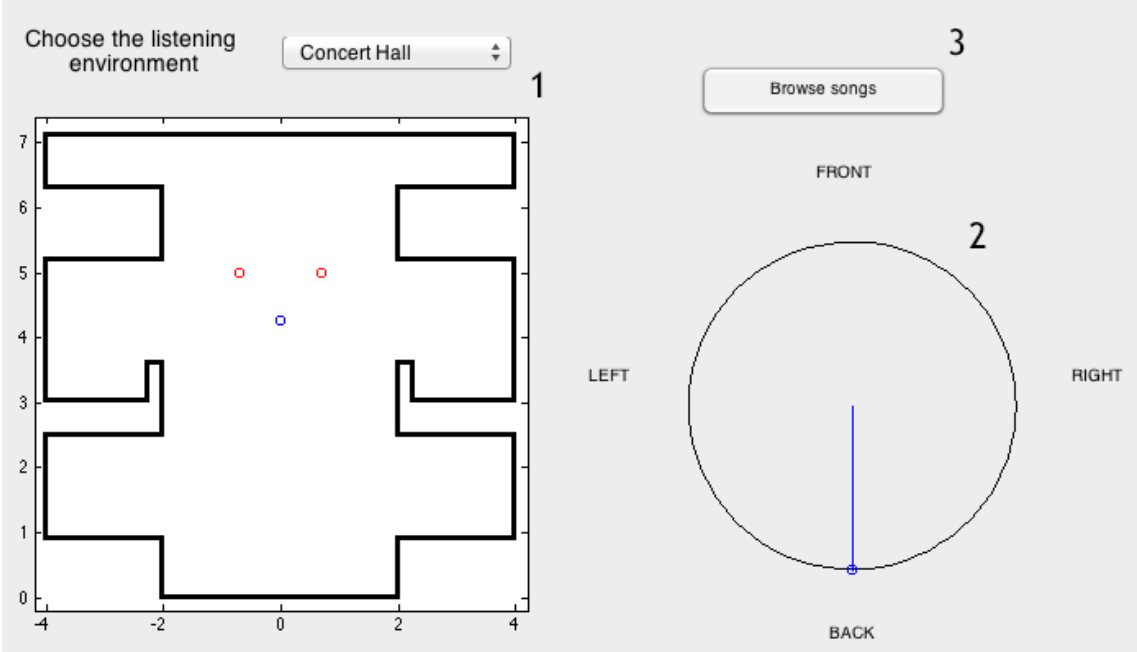 Choose the listening
environment
Concert Hall
1
3
Browse songs
FRONT
2
LEFT
RIGHT
BACK
7
6
5
4
3
2
1
0
-4
-2
0
2
4